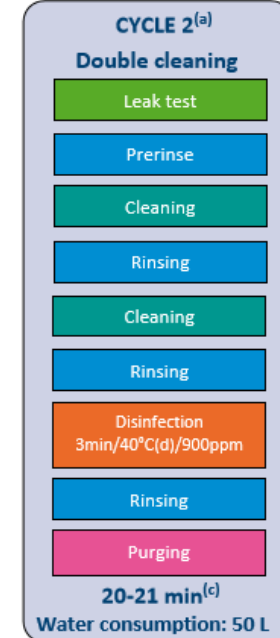 CYCLE 2(a)
Double cleaning
Leak test
Prerinse
Cleaning
Rinsing
Cleaning
Rinsing
Disinfection
3min/40°C(d)/900ppm
Rinsing
Purging
20-21 min(c)
Water consumption: 50 L